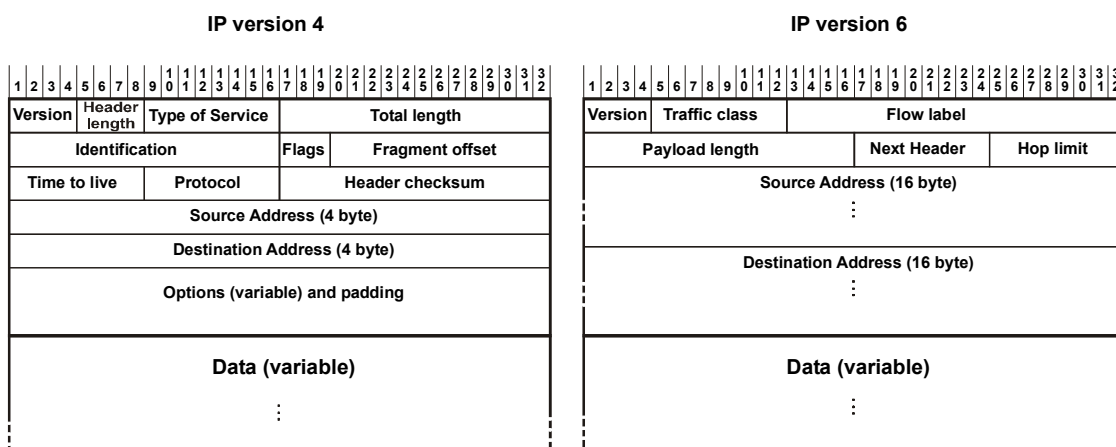 IP version 4
IP version 6
1 2 3 4 5 6 7 8 9 10 11 12 13 14 15 16 17 18 19 20 21 22 23 24 25 26 27 28 29 30 31 32
Version Header length Type of Service Total length
Identification Flags Fragment offset
Time to live Protocol Header checksum
Source Address (4 byte)
Destination Address (4 byte)
Options (variable) and padding
Data (variable)
1 2 3 4 5 6 7 8 9 10 11 12 13 14 15 16 17 18 19 20 21 22 23 24 25 26 27 28 29 30 31 32
Version Traffic class Flow label
Payload length Next Header Hop limit
Source Address (16 byte)
Destination Address (16 byte)
Data (variable)